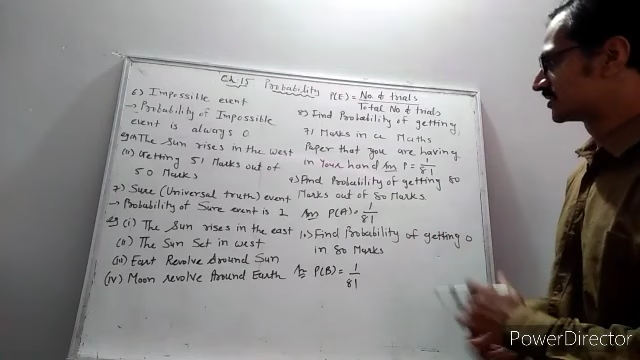 Ch:15 Probability
6) Impossible event
→ Probability of Impossible
event is always 0
eg:(i) The Sun rises in the west
(ii) Getting 51 Marks out of
50 Marks
7) Sure (Universal truth) event
→ Probability of Sure event is 1
eg (i) The Sun rises in the east
(ii) The Sun Set in west
(iii) East Revolve Around Sun
(iv) Moon revolve Around Earth
P(E) = No. of trials / Total No. of trials
8) Find Probability of getting
71 Marks in a Maths
Paper that you are having
in your hand Ans P = 1/81
9) Find Probability of getting 80
Marks out of 80 Marks
Ans P(A) = 1/81
10) Find Probability of getting 0
in 80 Marks
Ans P(B) = 1/81
PowerDirector